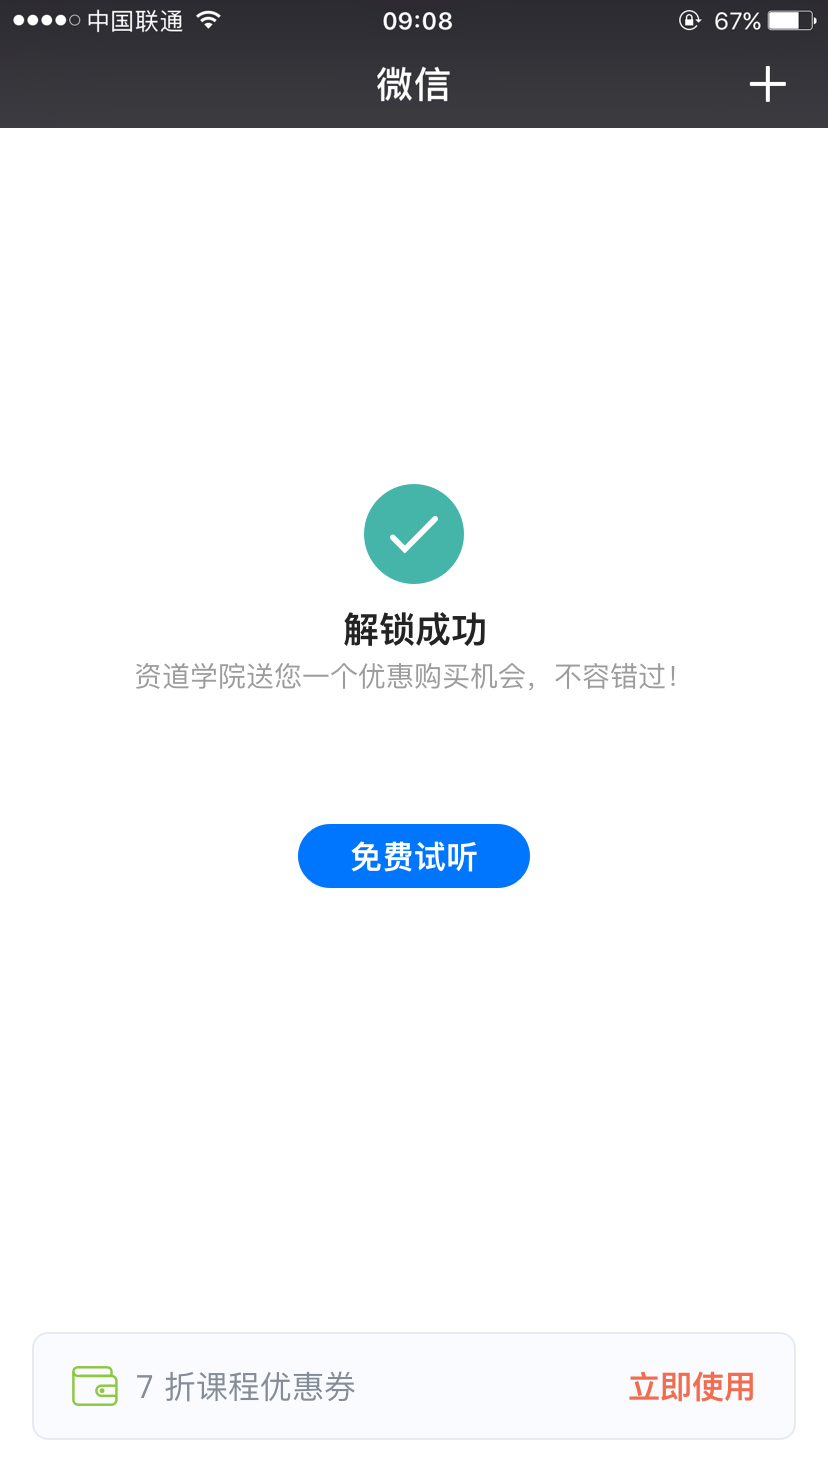 中国联通 09:08 67%
微信
解锁成功
资道学院送您一个优惠购买机会，不容错过！
免费试听
7 折课程优惠券 立即使用